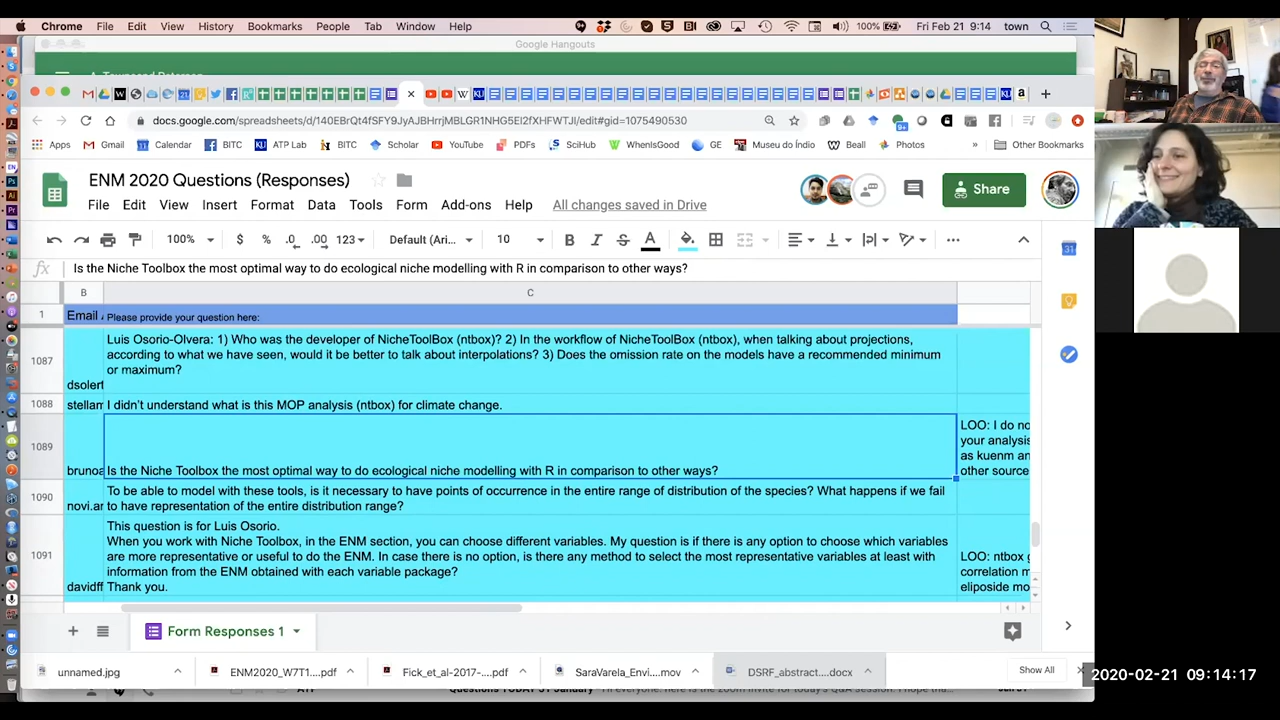 Chrome File Edit View History Bookmarks People Tab Window Help 100% Fri Feb 21 9:14 town
Google Hangouts
docs.google.com/spreadsheets/d/140EBrQt4fSFY9JyAJBHrrjMBLGR1NHG5EI2fXHFWTJI/edit#gid=1075490530
Apps Gmail Calendar BITC ATP Lab BITC Scholar YouTube PDFs SciHub WhenIsGood GE Museu do Índio Beall Photos » Other Bookmarks
ENM 2020 Questions (Responses)
Share
File Edit View Insert Format Data Tools Form Add-ons Help All changes saved in Drive
100% $ % .0 .00 123 Default (Ari... 10 B I S A
fx Is the Niche Toolbox the most optimal way to do ecological niche modelling with R in comparison to other ways?
B C
1 Email Please provide your question here:
Luis Osorio-Olvera: 1) Who was the developer of NicheToolBox (ntbox)? 2) In the workflow of NicheToolBox (ntbox), when talking about projections,
1087 according to what we have seen, would it be better to talk about interpolations? 3) Does the omission rate on the models have a recommended minimum
or maximum?
dsolert
1088 stellam I didn't understand what is this MOP analysis (ntbox) for climate change.
LOO: I do no
1089 your analysis
as kuenm an
brunoa Is the Niche Toolbox the most optimal way to do ecological niche modelling with R in comparison to other ways? other source
1090 To be able to model with these tools, is it necessary to have points of occurrence in the entire range of distribution of the species? What happens if we fail
novi.ar to have representation of the entire distribution range?
This question is for Luis Osorio.
When you work with Niche Toolbox, in the ENM section, you can choose different variables. My question is if there is any option to choose which variables
1091 are more representative or useful to do the ENM. In case there is no option, is there any method to select the most representative variables at least with LOO: ntbox
information from the ENM obtained with each variable package? correlation m
davidff Thank you. eliposide mo
Form Responses 1
unnamed.jpg ENM2020_W7T1....pdf Fick_et_al-2017-....pdf SaraVarela_Envi....mov DSRF_abstract....docx Show All
2020-02-21 09:14:17